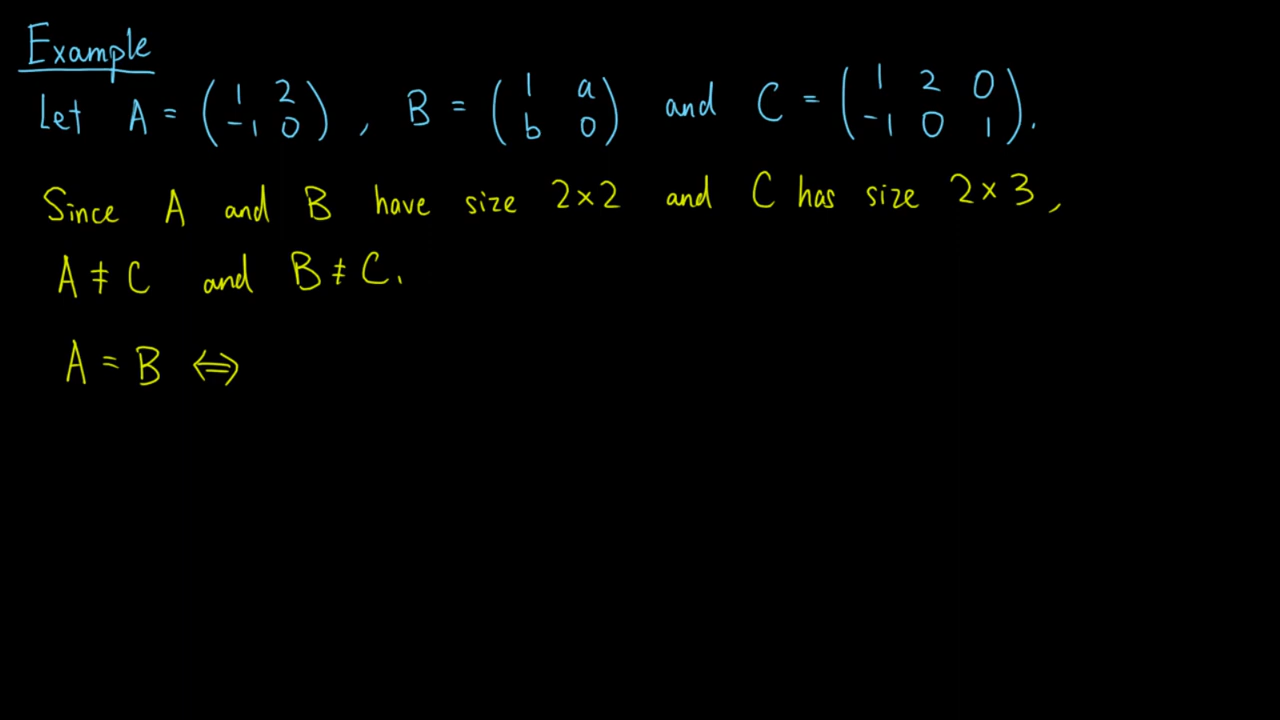 Example
Let A = ( 1 2 ; -1 0 ) , B = ( 1 a ; b 0 ) and C = ( 1 2 0 ; -1 0 1 ) .
Since A and B have size 2×2 and C has size 2×3 ,
A ≠ C and B ≠ C .
A = B ⇔